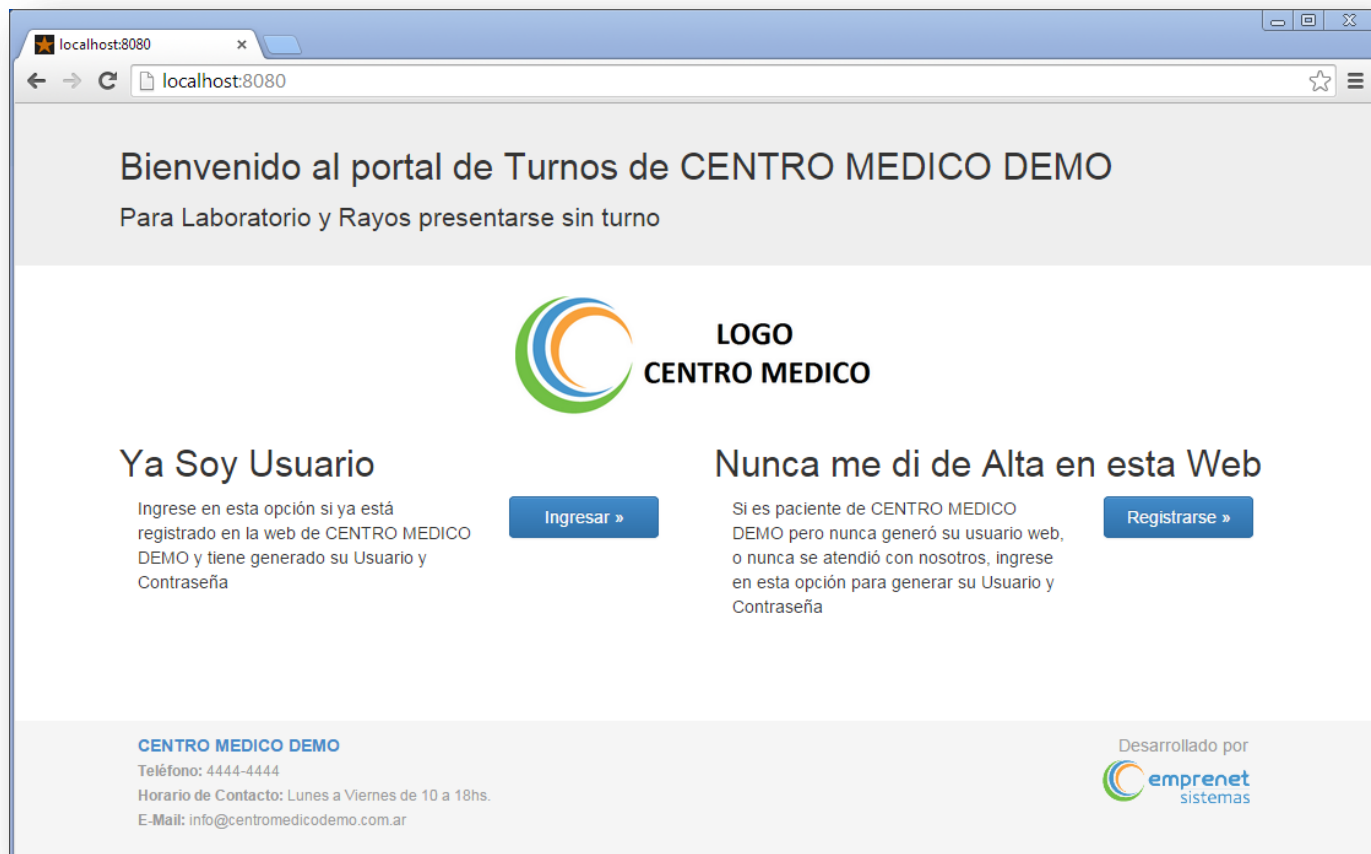 localhost:8080
localhost:8080
Bienvenido al portal de Turnos de CENTRO MEDICO DEMO
Para Laboratorio y Rayos presentarse sin turno
LOGO
CENTRO MEDICO
Ya Soy Usuario
Ingrese en esta opción si ya está
registrado en la web de CENTRO MEDICO
DEMO y tiene generado su Usuario y
Contraseña
Ingresar »
Nunca me di de Alta en esta Web
Si es paciente de CENTRO MEDICO
DEMO pero nunca generó su usuario web,
o nunca se atendió con nosotros, ingrese
en esta opción para generar su Usuario y
Contraseña
Registrarse »
CENTRO MEDICO DEMO
Teléfono: 4444-4444
Horario de Contacto: Lunes a Viernes de 10 a 18hs.
E-Mail: info@centromedicodemo.com.ar
Desarrollado por
emprenet
sistemas